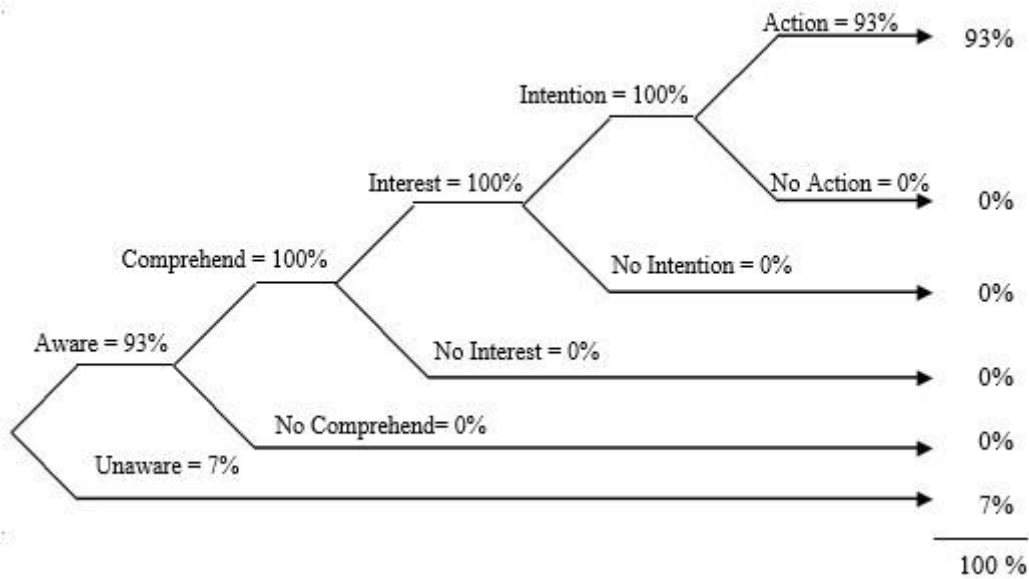 Action = 93%
93%
Intention = 100%
Interest = 100%
No Action = 0%
0%
Comprehend = 100%
No Intention = 0%
0%
Aware = 93%
No Interest = 0%
0%
No Comprehend= 0%
0%
Unaware = 7%
7%
100 %